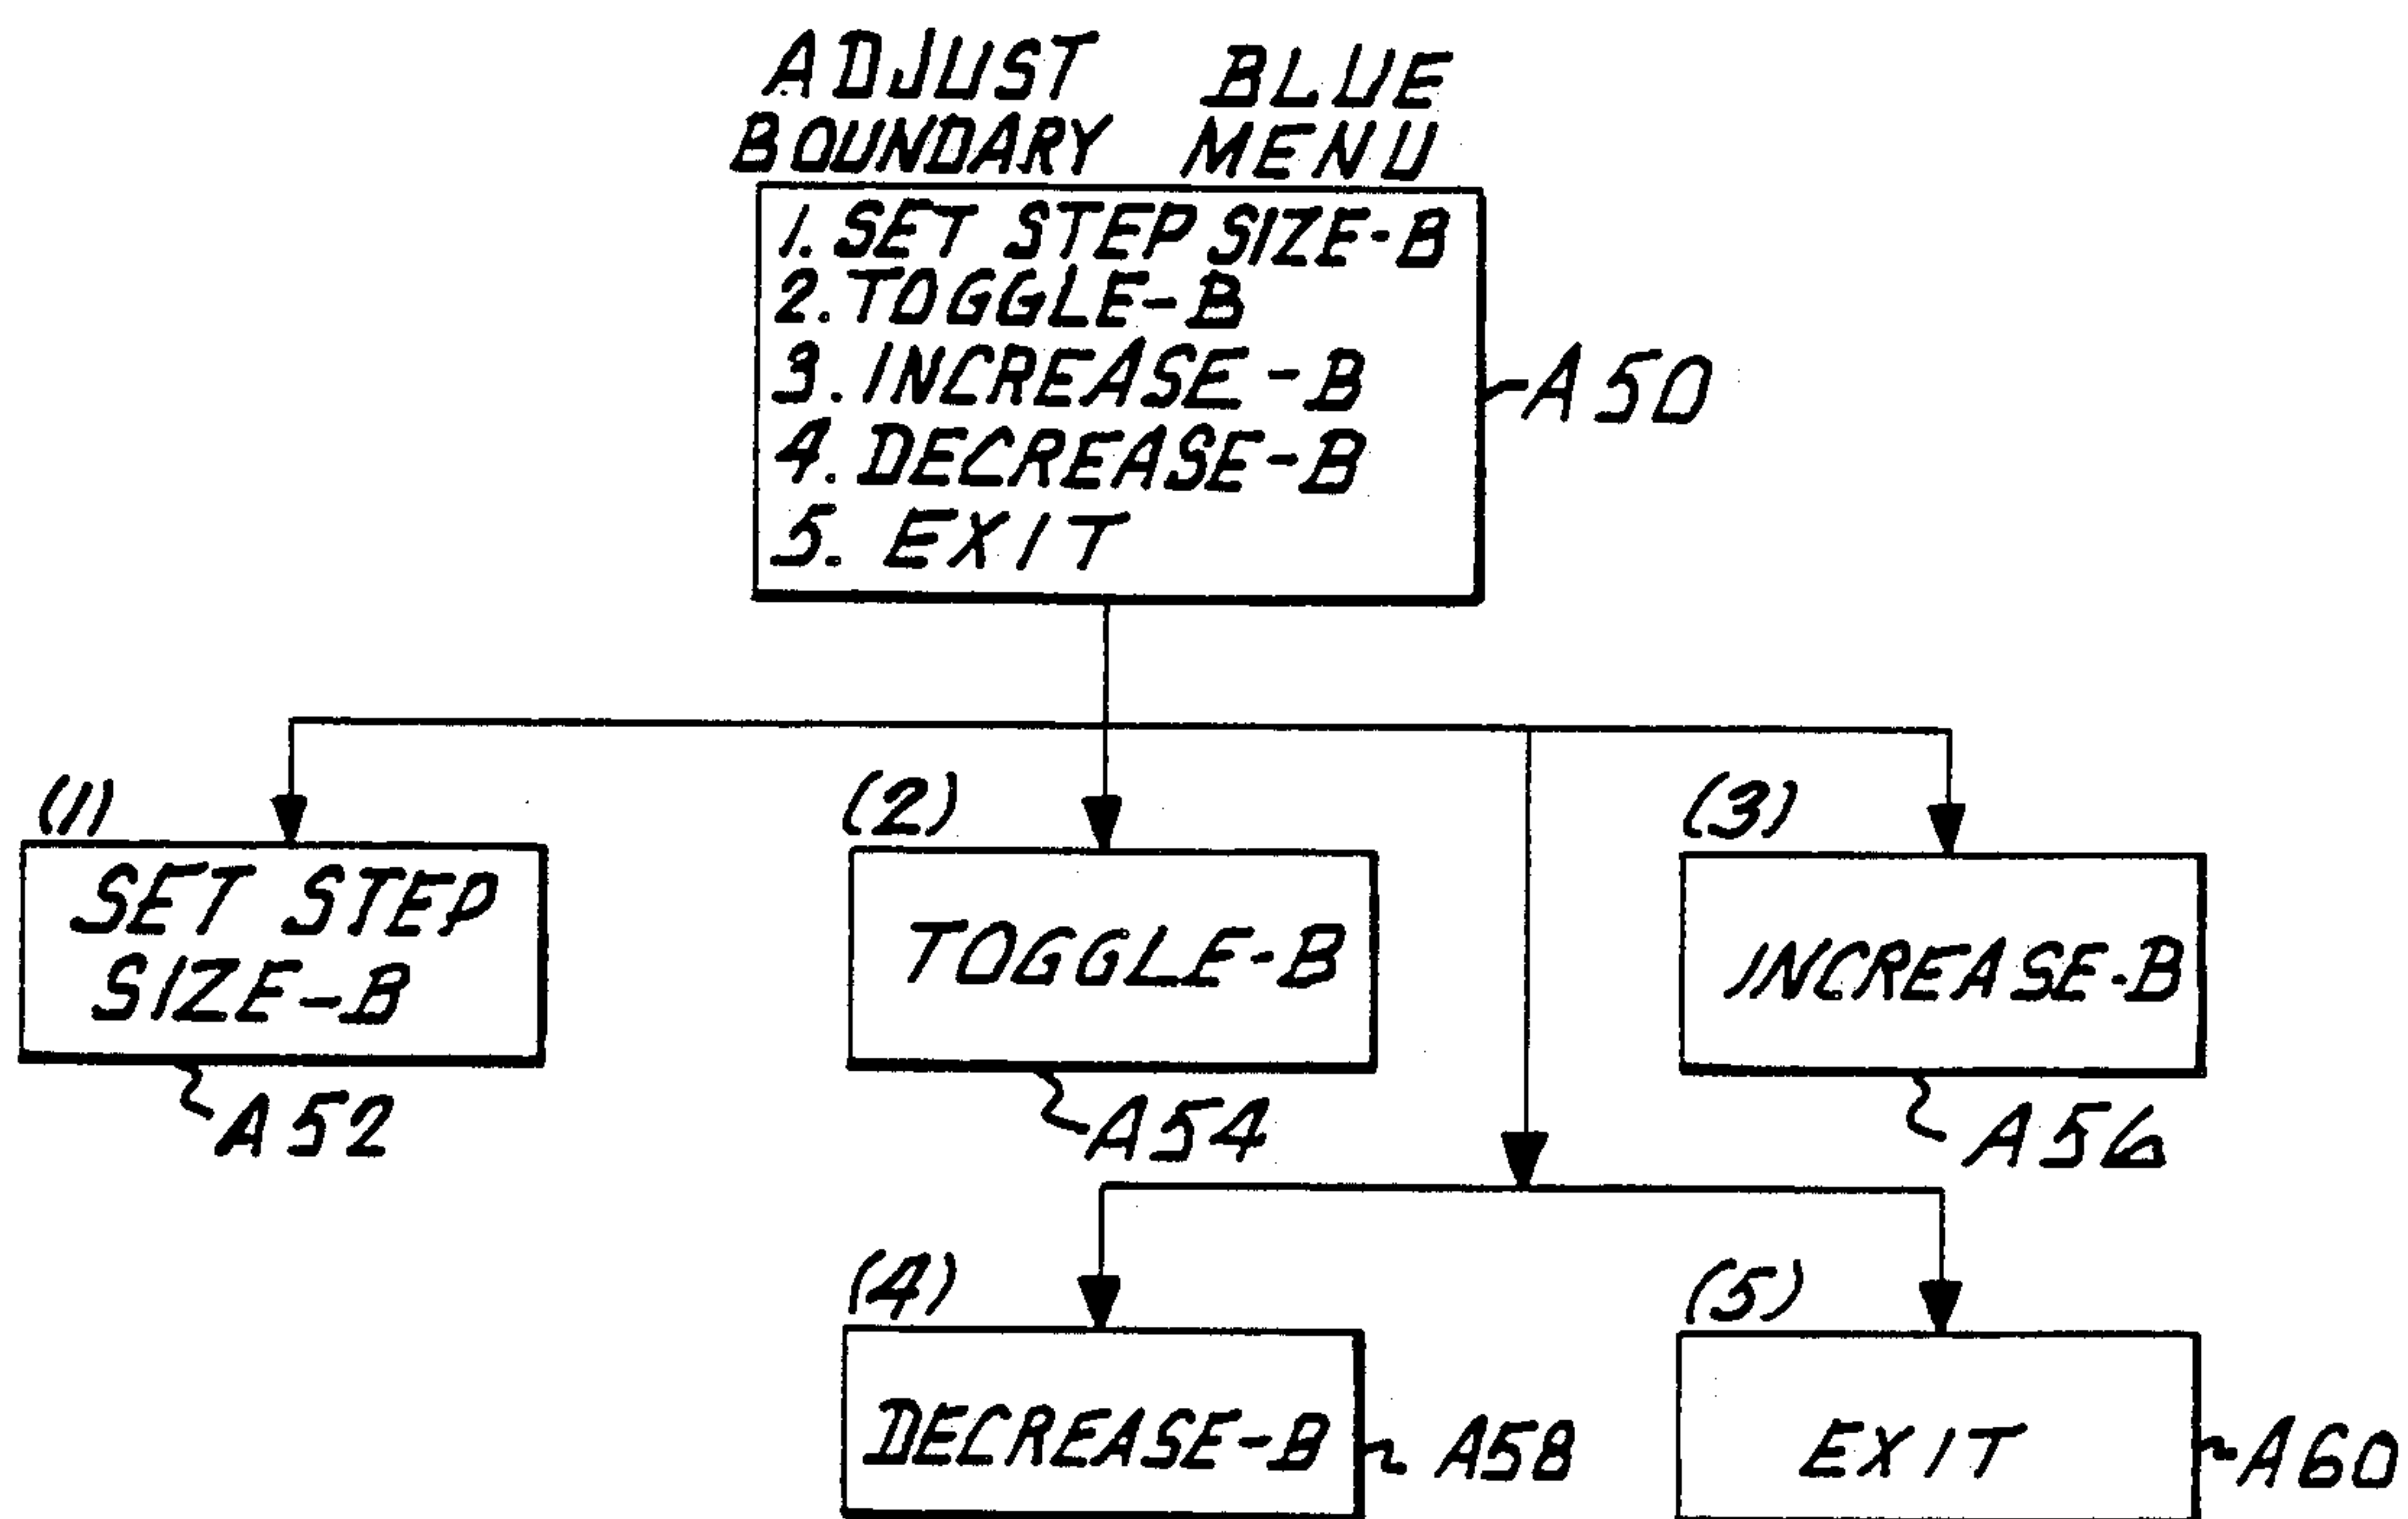 ADJUST BLUE
BOUNDARY MENU
1. SET STEP SIZE-B
2. TOGGLE-B
3. INCREASE-B
4. DECREASE-B
5. EXIT
A50
(1)
SET STEP
SIZE-B
A52
(2)
TOGGLE-B
A54
(3)
INCREASE-B
A56
(4)
DECREASE-B
A58
(5)
EXIT
A60